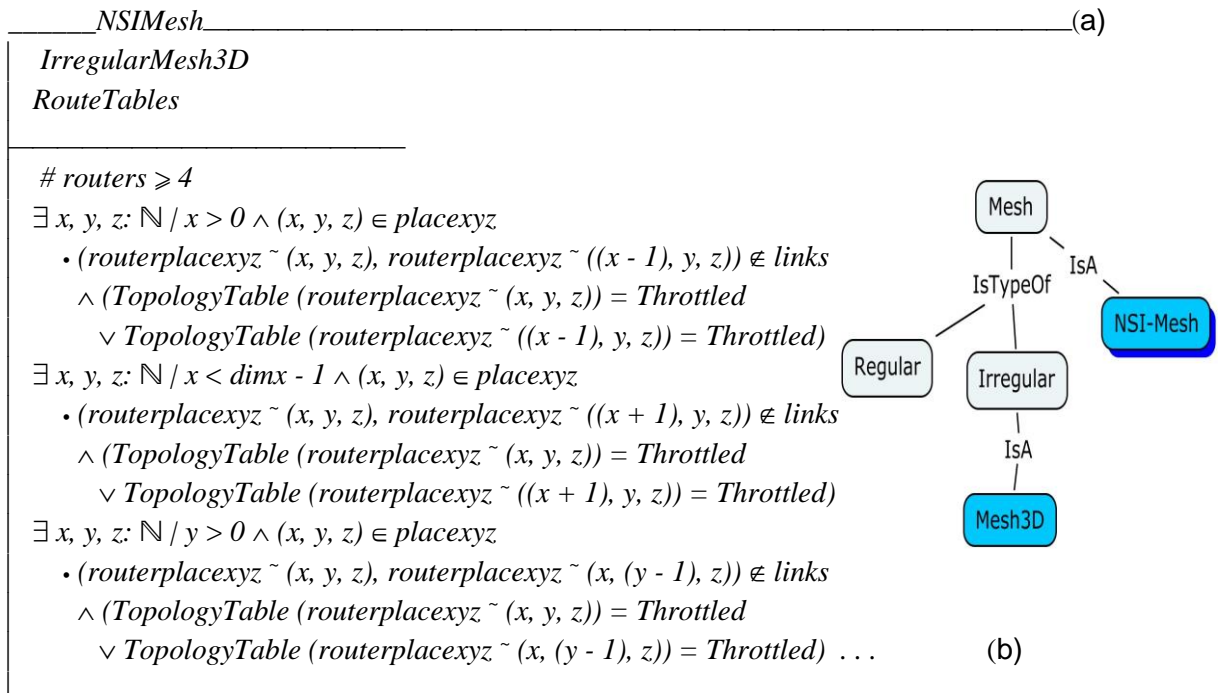 NSIMesh (a)
IrregularMesh3D
RouteTables
# routers ⩾ 4
∃ x, y, z: ℕ / x > 0 ∧ (x, y, z) ∈ placexyz
• (routerplacexyz ~ (x, y, z), routerplacexyz ~ ((x - 1), y, z)) ∉ links
∧ (TopologyTable (routerplacexyz ~ (x, y, z)) = Throttled
∨ TopologyTable (routerplacexyz ~ ((x - 1), y, z)) = Throttled)
∃ x, y, z: ℕ / x < dimx - 1 ∧ (x, y, z) ∈ placexyz
• (routerplacexyz ~ (x, y, z), routerplacexyz ~ ((x + 1), y, z)) ∉ links
∧ (TopologyTable (routerplacexyz ~ (x, y, z)) = Throttled
∨ TopologyTable (routerplacexyz ~ ((x + 1), y, z)) = Throttled)
∃ x, y, z: ℕ / y > 0 ∧ (x, y, z) ∈ placexyz
• (routerplacexyz ~ (x, y, z), routerplacexyz ~ (x, (y - 1), z)) ∉ links
∧ (TopologyTable (routerplacexyz ~ (x, y, z)) = Throttled
∨ TopologyTable (routerplacexyz ~ (x, (y - 1), z)) = Throttled) . . . (b)
Mesh
IsA
IsTypeOf
NSI-Mesh
Regular
Irregular
IsA
Mesh3D